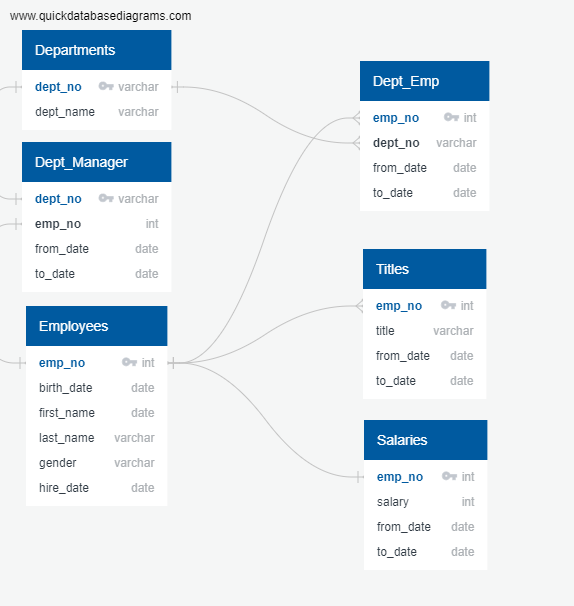 www.quickdatabasediagrams.com
Departments
dept_no varchar
dept_name varchar
Dept_Manager
dept_no varchar
emp_no int
from_date date
to_date date
Employees
emp_no int
birth_date date
first_name date
last_name varchar
gender varchar
hire_date date
Dept_Emp
emp_no int
dept_no varchar
from_date date
to_date date
Titles
emp_no int
title varchar
from_date date
to_date date
Salaries
emp_no int
salary int
from_date date
to_date date